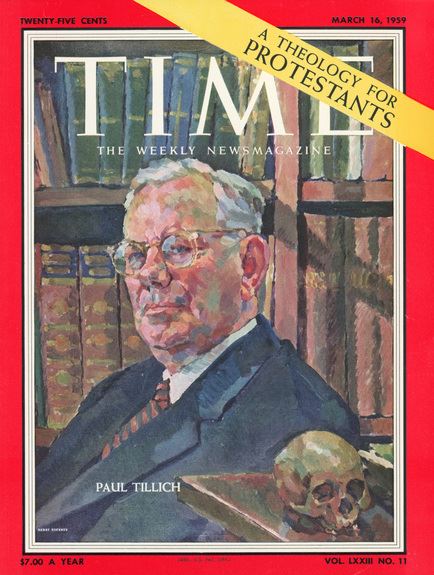 TWENTY-FIVE CENTS
MARCH 16, 1959
A THEOLOGY FOR
PROTESTANTS
TIME
THE WEEKLY NEWSMAGAZINE
PAUL TILLICH
$7.00 A YEAR
VOL. LXXIII NO. 11